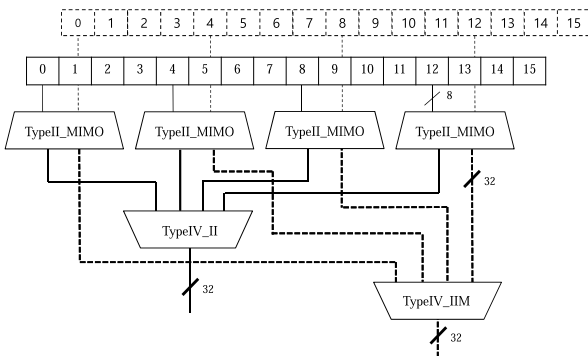 0 1 2 3 4 5 6 7 8 9 10 11 12 13 14 15
0 1 2 3 4 5 6 7 8 9 10 11 12 13 14 15
8
TypeII_MIMO TypeII_MIMO TypeII_MIMO TypeII_MIMO
32
TypeIV_II
32
TypeIV_IIM
32